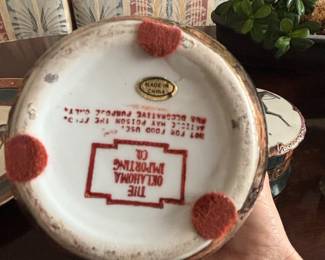 MADE IN
CHINA
NOT FOR FOOD USE.
ARTICLE MAY POISON THE FOOD.
FOR DECORATIVE PURPOSE ONLY.
THE
OKLAHOMA
IMPORTING
CO.